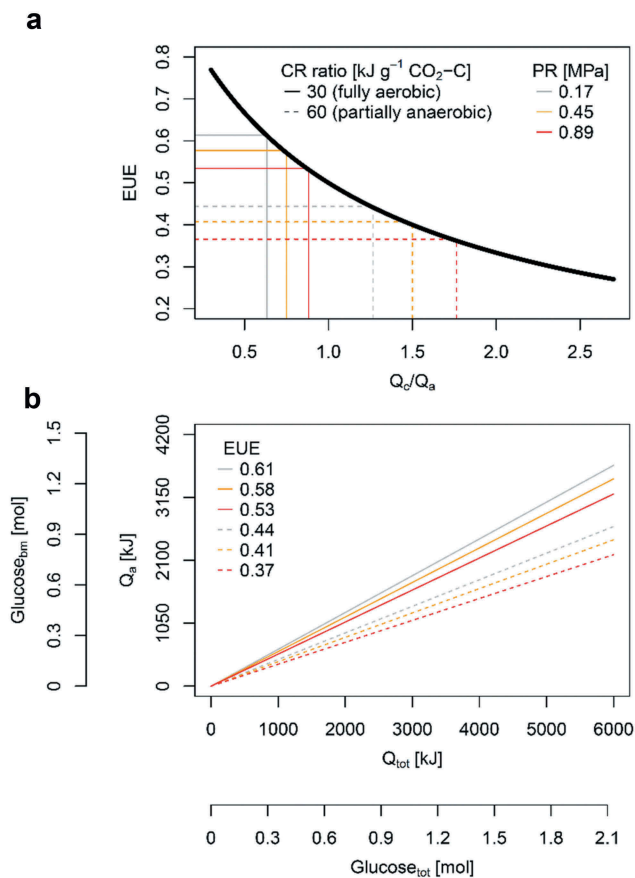 a
EUE
0.2 0.3 0.4 0.5 0.6 0.7 0.8
CR ratio [kJ g⁻¹ CO₂−C]
30 (fully aerobic)
60 (partially anaerobic)
PR [MPa]
0.17
0.45
0.89
0.5 1.0 1.5 2.0 2.5
Qc/Qa
b
Glucosebm [mol]
0 0.3 0.6 0.9 1.2 1.5
Qa [kJ]
0 1050 2100 3150 4200
EUE
0.61
0.58
0.53
0.44
0.41
0.37
0 1000 2000 3000 4000 5000 6000
Qtot [kJ]
0 0.3 0.6 0.9 1.2 1.5 1.8 2.1
Glucosetot [mol]